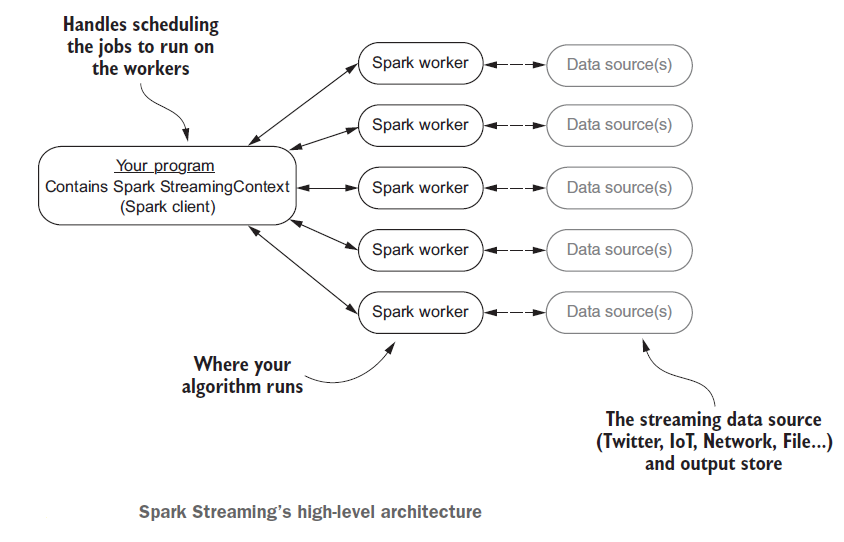 Handles scheduling
the jobs to run on
the workers
Your program
Contains Spark StreamingContext
(Spark client)
Spark worker
Data source(s)
Spark worker
Data source(s)
Spark worker
Data source(s)
Spark worker
Data source(s)
Spark worker
Data source(s)
Where your
algorithm runs
The streaming data source
(Twitter, IoT, Network, File...)
and output store
Spark Streaming’s high-level architecture